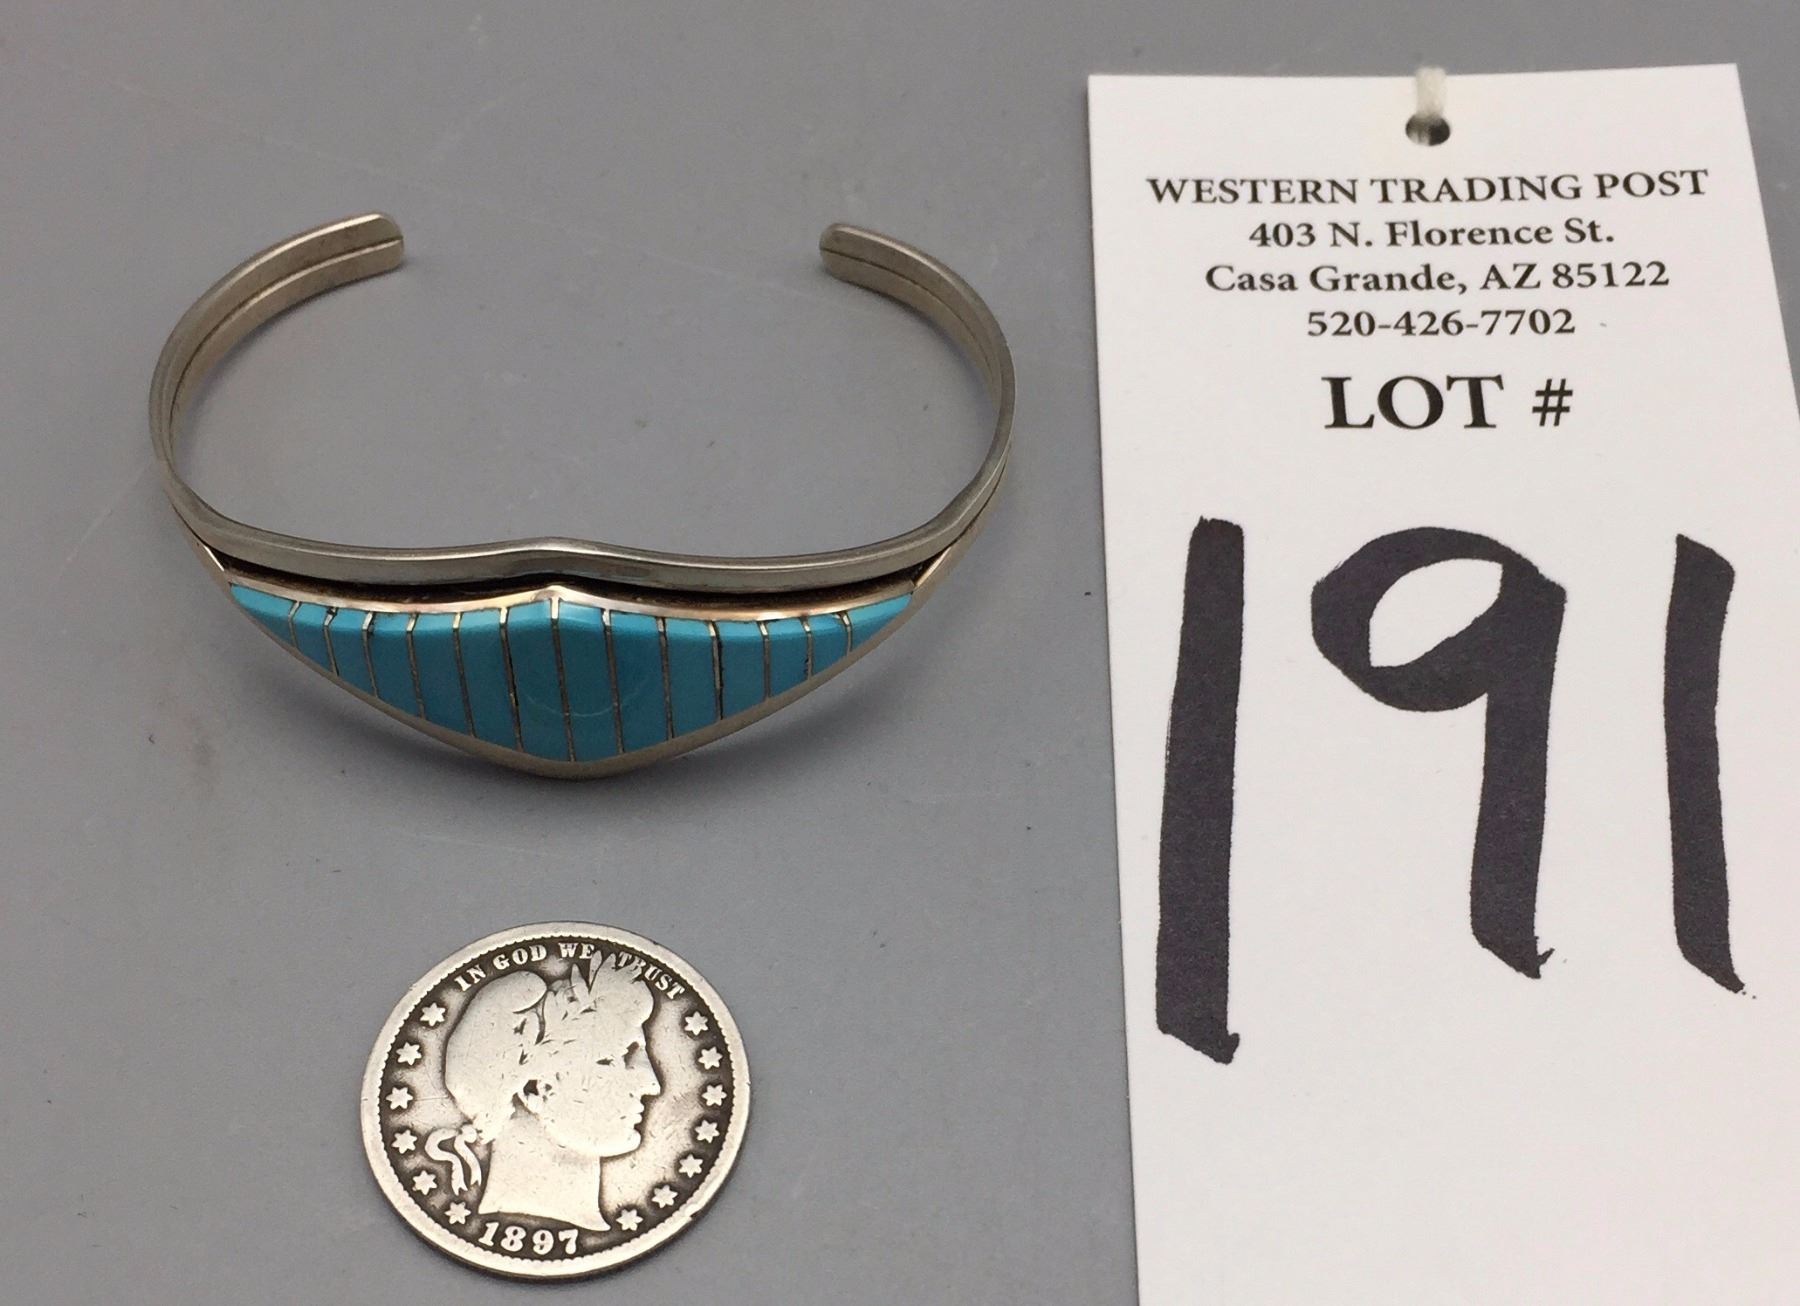 WESTERN TRADING POST
403 N. Florence St.
Casa Grande, AZ 85122
520-426-7702
LOT #
191
IN GOD WE TRUST
1897